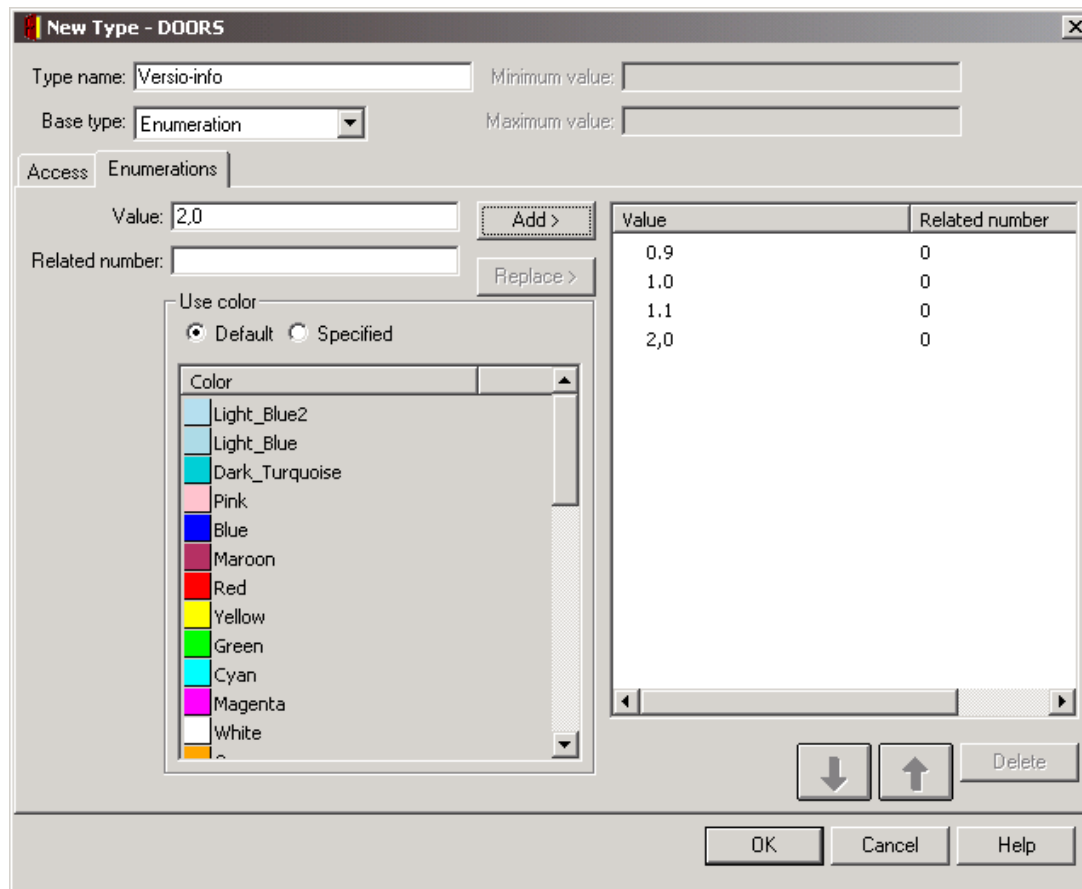 New Type - DOORS
Type name: Versio-info
Minimum value:
Base type: Enumeration
Maximum value:
Access Enumerations
Value: 2,0
Add >
Related number:
Replace >
Use color
Default Specified
Color
Light_Blue2
Light_Blue
Dark_Turquoise
Pink
Blue
Maroon
Red
Yellow
Green
Cyan
Magenta
White
Value Related number
0.9 0
1.0 0
1.1 0
2,0 0
Delete
OK Cancel Help